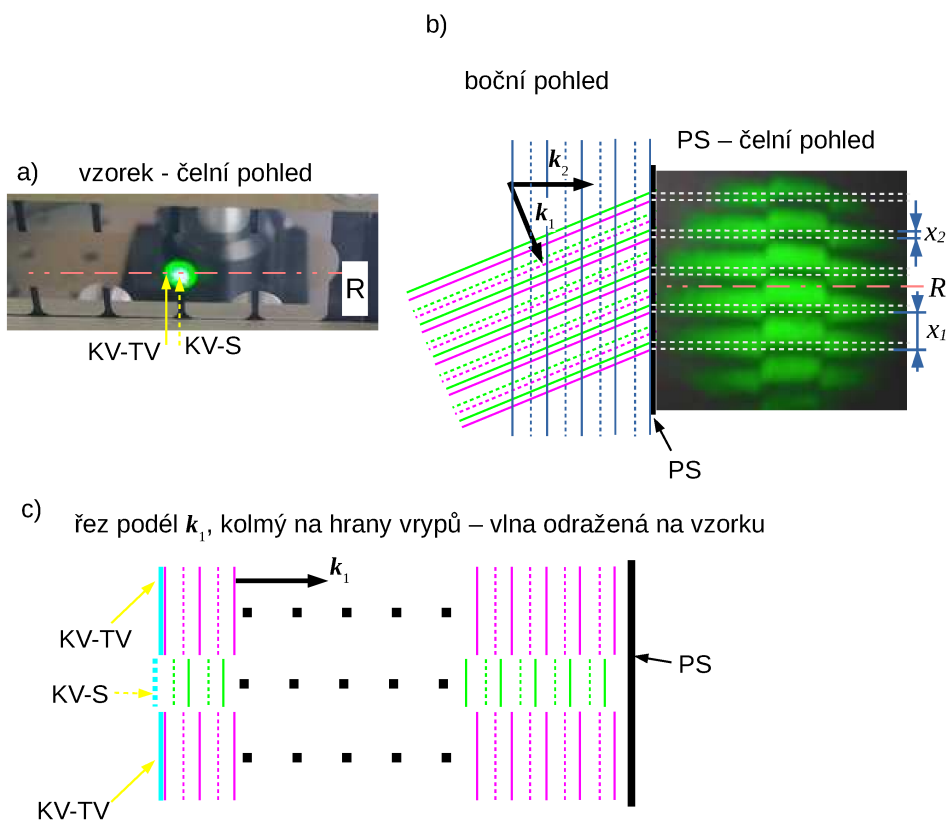 b)
boční pohled
PS – čelní pohled
a)
vzorek - čelní pohled
k2
k1
x2
R
R
x1
KV-TV
KV-S
PS
c)
řez podél k1, kolmý na hrany vrypů – vlna odražená na vzorku
k1
KV-TV
PS
KV-S
KV-TV